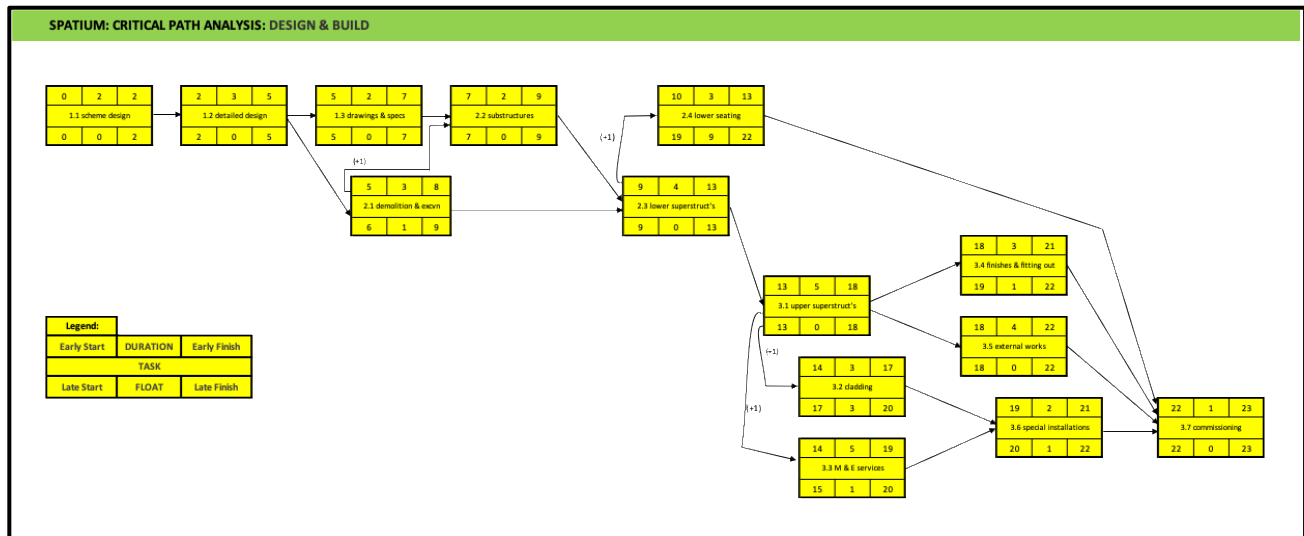 SPATIUM: CRITICAL PATH ANALYSIS: DESIGN & BUILD
0 2 2
1.1 scheme design
0 0 2
2 3 5
1.2 detailed design
2 0 5
5 2 7
1.3 drawings & specs
5 0 7
7 2 9
2.2 substructures
7 0 9
10 3 13
2.4 lower seating
19 9 22
(+1)
(+1)
5 3 8
2.1 demolition & excvn
6 1 9
9 4 13
2.3 lower superstruct's
9 0 13
18 3 21
3.4 finishes & fitting out
19 1 22
13 5 18
3.1 upper superstruct's
13 0 18
Legend:
Early Start DURATION Early Finish
TASK
Late Start FLOAT Late Finish
18 4 22
3.5 external works
18 0 22
(+1)
14 3 17
3.2 cladding
17 3 20
(+1)
19 2 21
3.6 special installations
20 1 22
22 1 23
3.7 commissioning
22 0 23
14 5 19
3.3 M & E services
15 1 20